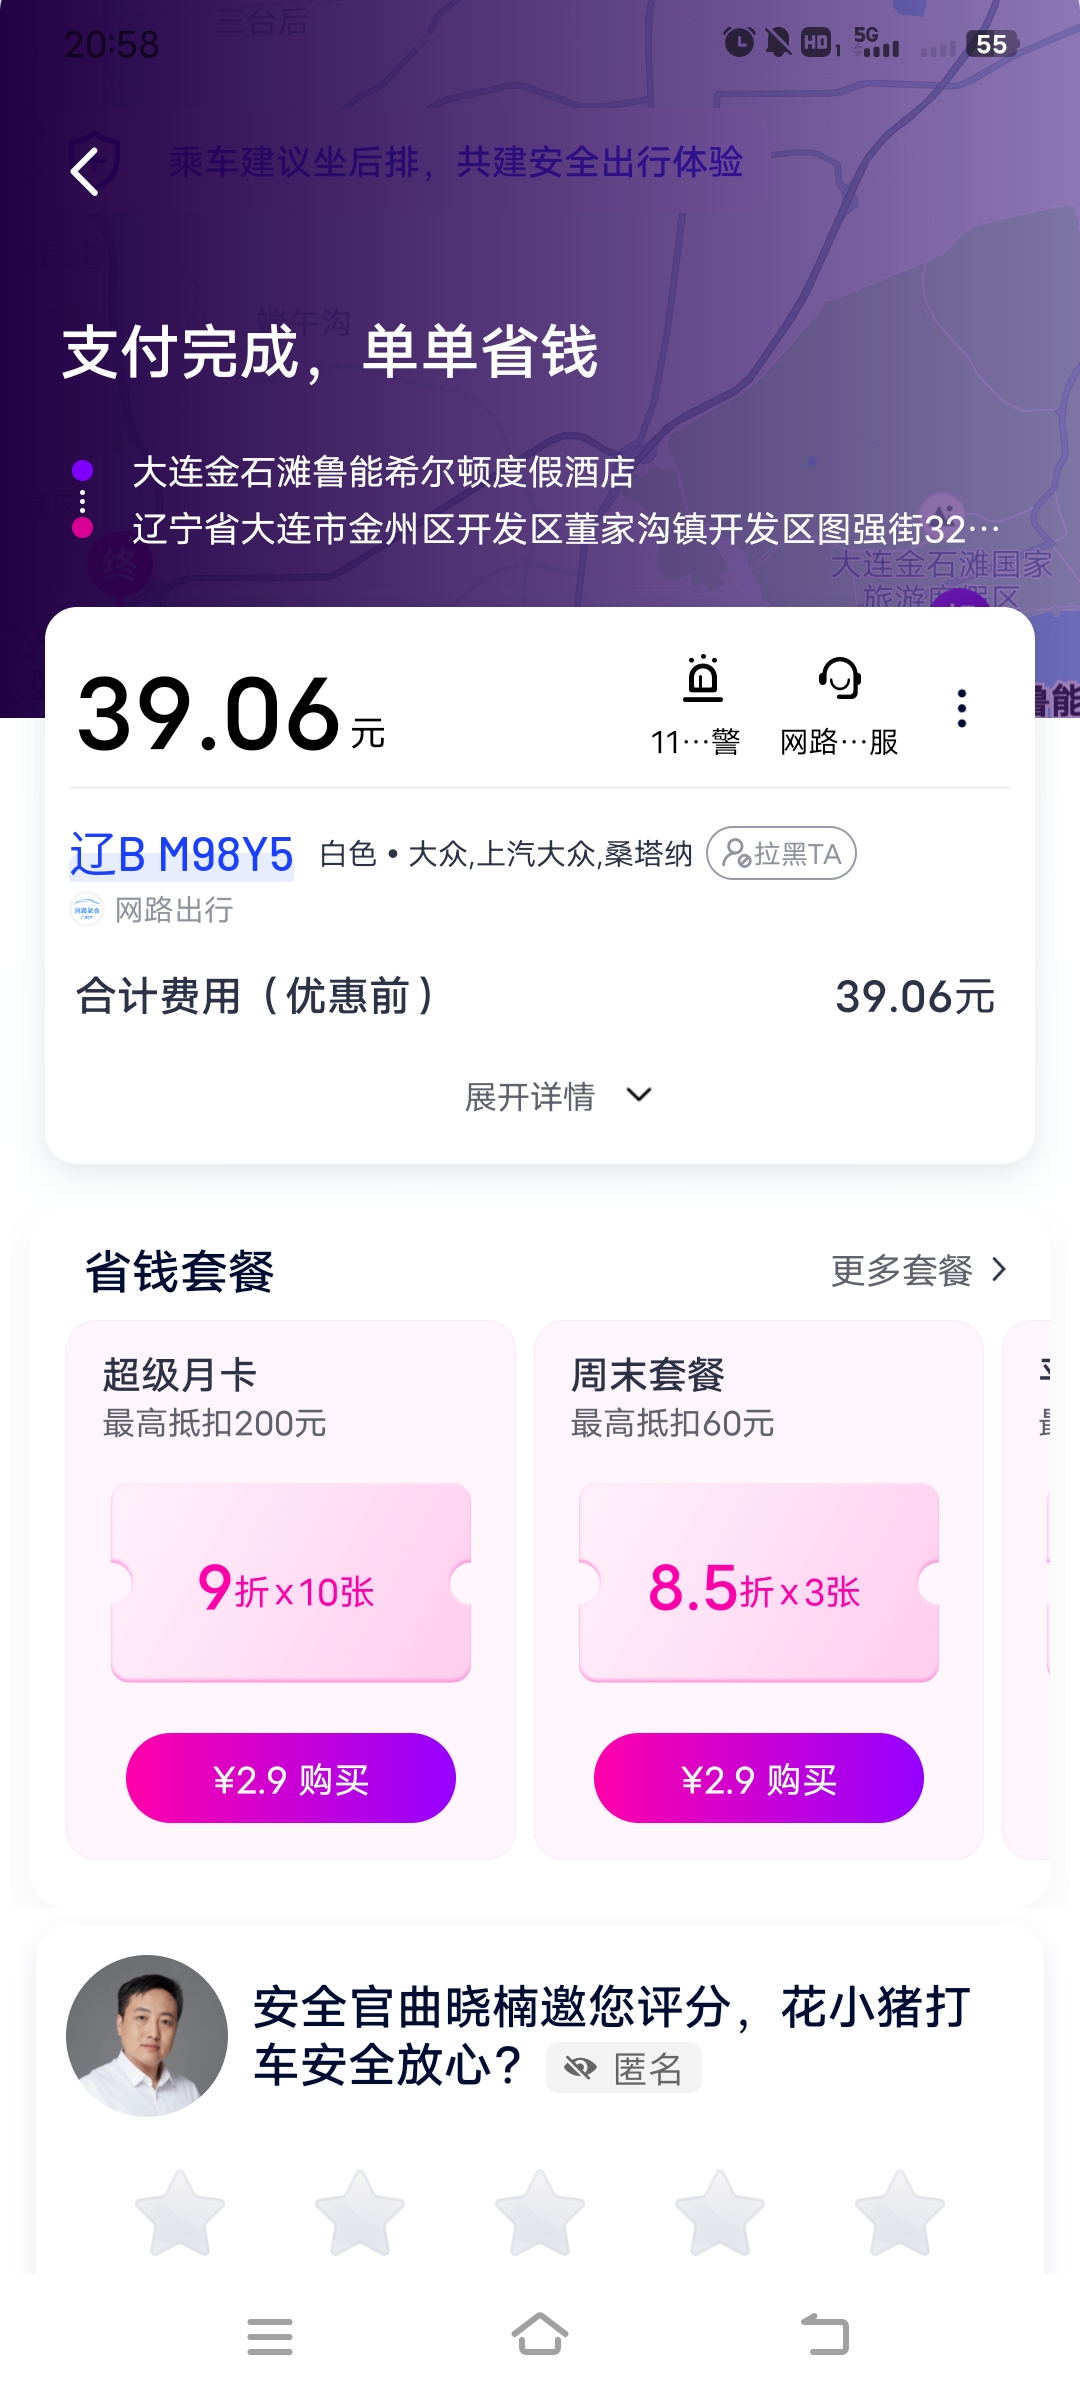 三台后
20:58
HD 1
5G
55
乘车建议坐后排，共建安全出行体验
端午沟
支付完成，单单省钱
大连金石滩鲁能希尔顿度假酒店
辽宁省大连市金州区开发区董家沟镇开发区图强街32…
终
大连金石滩国家
旅游度假区
鲁能
39.06元
11…警
网路…服
辽B M98Y5
白色•大众,上汽大众,桑塔纳
拉黑TA
网路出行
合计费用（优惠前）
39.06元
展开详情
省钱套餐
更多套餐
超级月卡
最高抵扣200元
9折x10张
¥2.9 购买
周末套餐
最高抵扣60元
8.5折x3张
¥2.9 购买
安全官曲晓楠邀您评分，花小猪打
车安全放心？
匿名